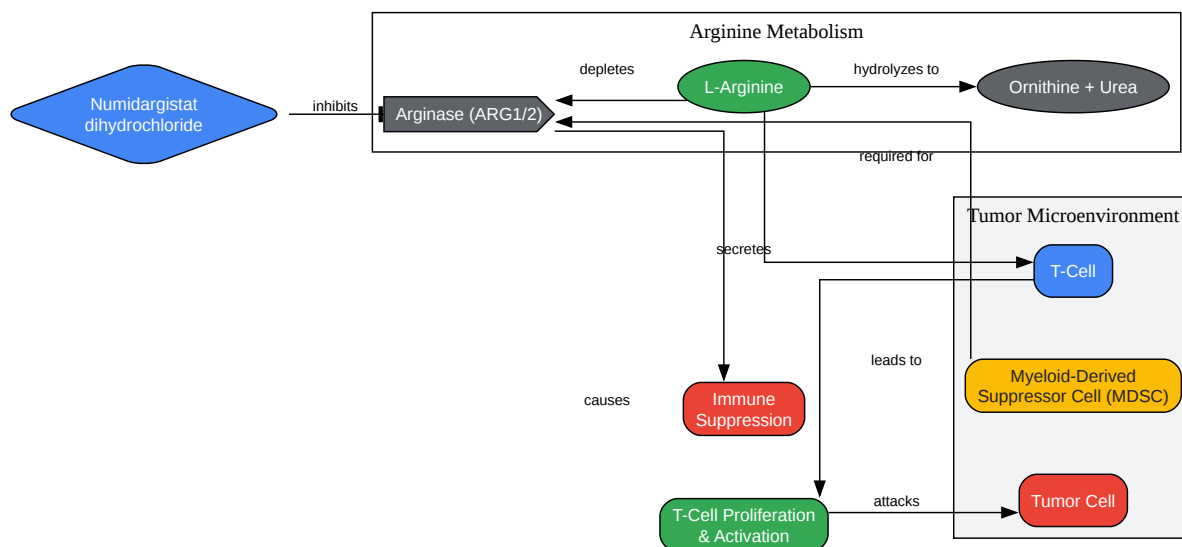 Arginine Metabolism
depletes
hydrolyzes to
L-Arginine
Ornithine + Urea
Numidargistat
dihydrochloride
inhibits
Arginase (ARG1/2)
required for
Tumor Microenvironment
secretes
T-Cell
leads to
Myeloid-Derived
Suppressor Cell (MDSC)
causes
Immune
Suppression
attacks
Tumor Cell
T-Cell Proliferation
& Activation